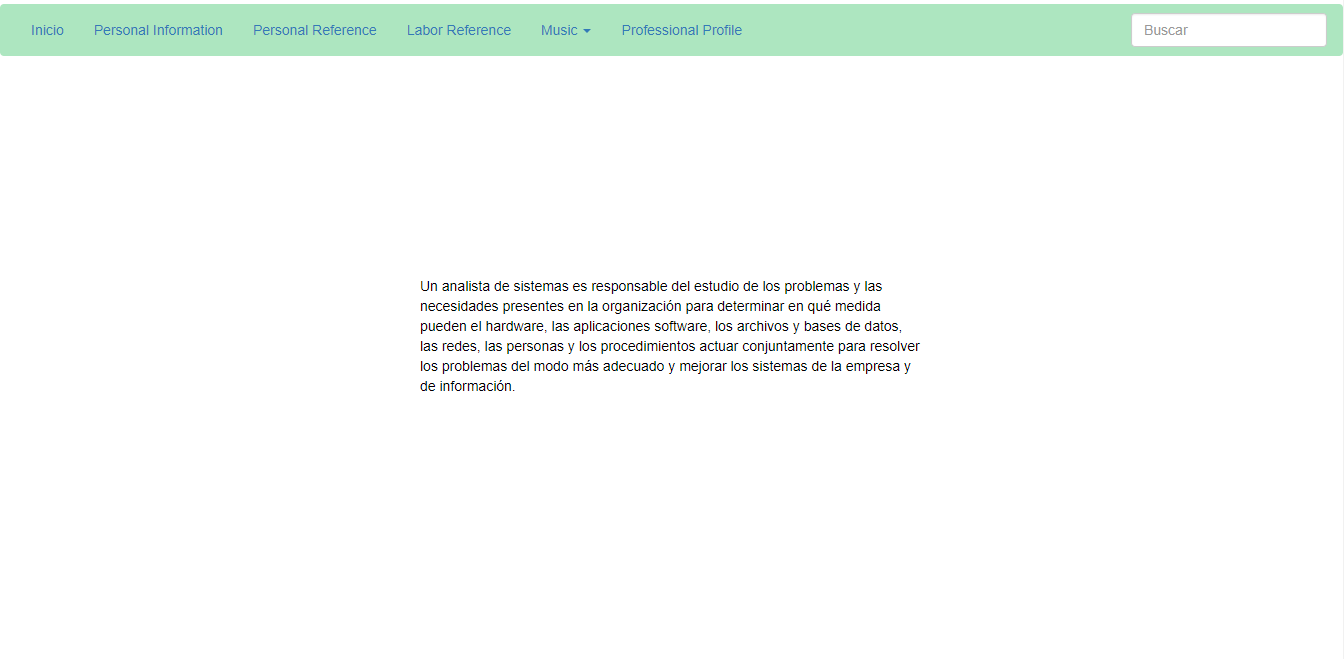 Inicio Personal Information Personal Reference Labor Reference Music Professional Profile Buscar
Un analista de sistemas es responsable del estudio de los problemas y las
necesidades presentes en la organización para determinar en qué medida
pueden el hardware, las aplicaciones software, los archivos y bases de datos,
las redes, las personas y los procedimientos actuar conjuntamente para resolver
los problemas del modo más adecuado y mejorar los sistemas de la empresa y
de información.